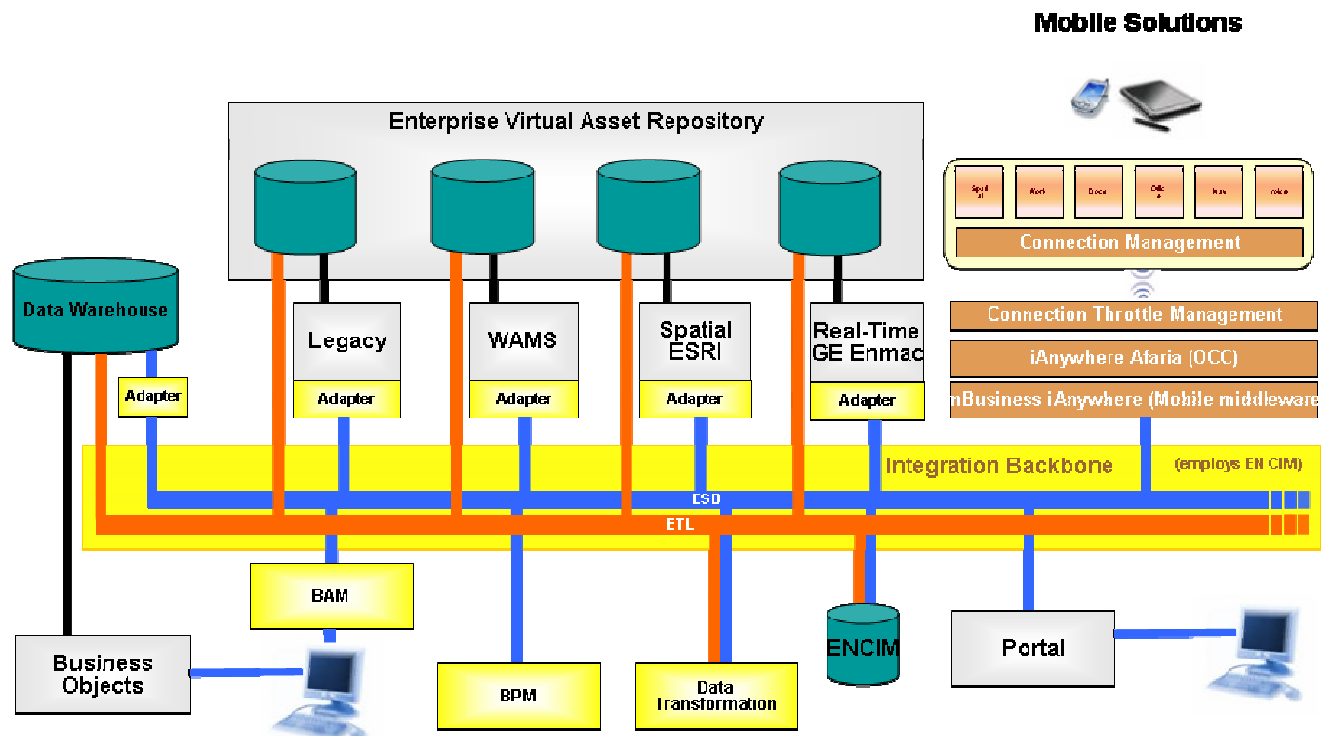 Mobile Solutions
Enterprise Virtual Asset Repository
Work
Connection Management
Data Warehouse
Connection Throttle Management
Legacy
WAMS
Spatial
ESRI
Real-Time
GE Enmac
iAnywhere Afaria (OCC)
Adapter
Adapter
Adapter
Adapter
Adapter
mBusiness iAnywhere (Mobile middleware
Integration Backbone
(employs EN CIM)
ETL
BAM
Business
Objects
BPM
Data
Transformation
ENCIM
Portal